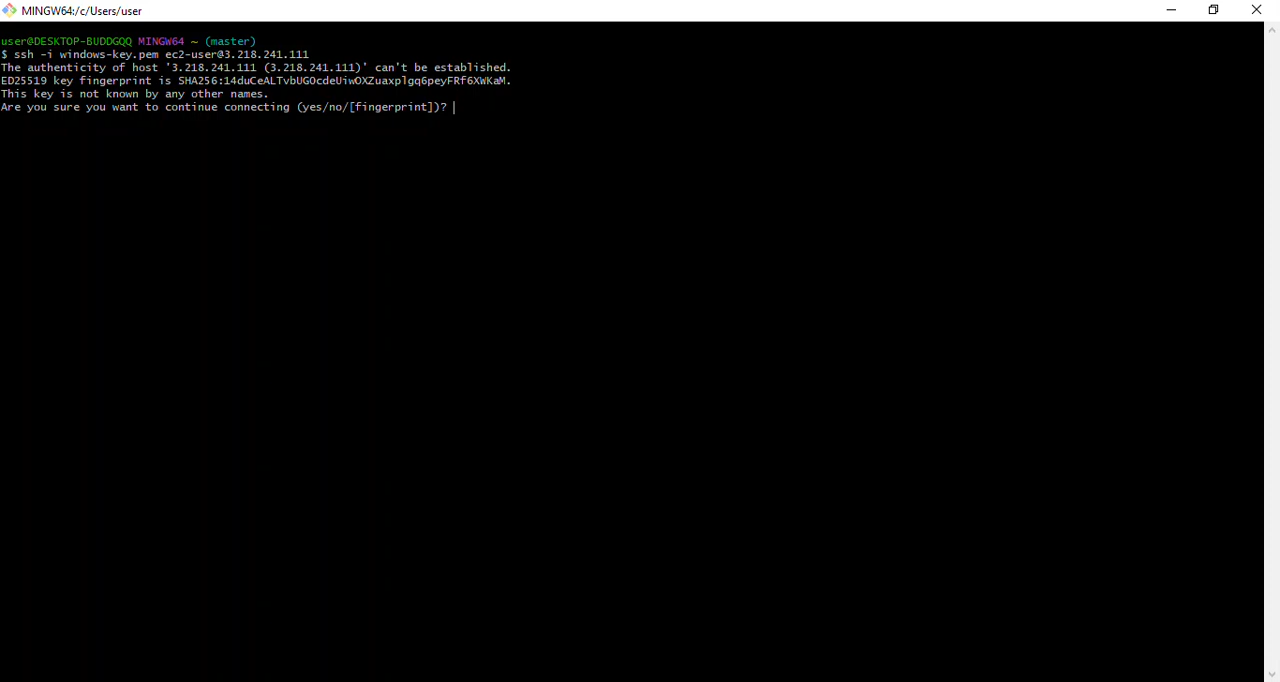 MINGW64:/c/Users/user
user@DESKTOP-BUDDGQQ MINGW64 ~ (master)
$ ssh -i windows-key.pem ec2-user@3.218.241.111
The authenticity of host '3.218.241.111 (3.218.241.111)' can't be established.
ED25519 key fingerprint is SHA256:14duCeALTvbUGOcdeUiwOXZuaxplgq6peyFRf6XWKaM.
This key is not known by any other names.
Are you sure you want to continue connecting (yes/no/[fingerprint])?